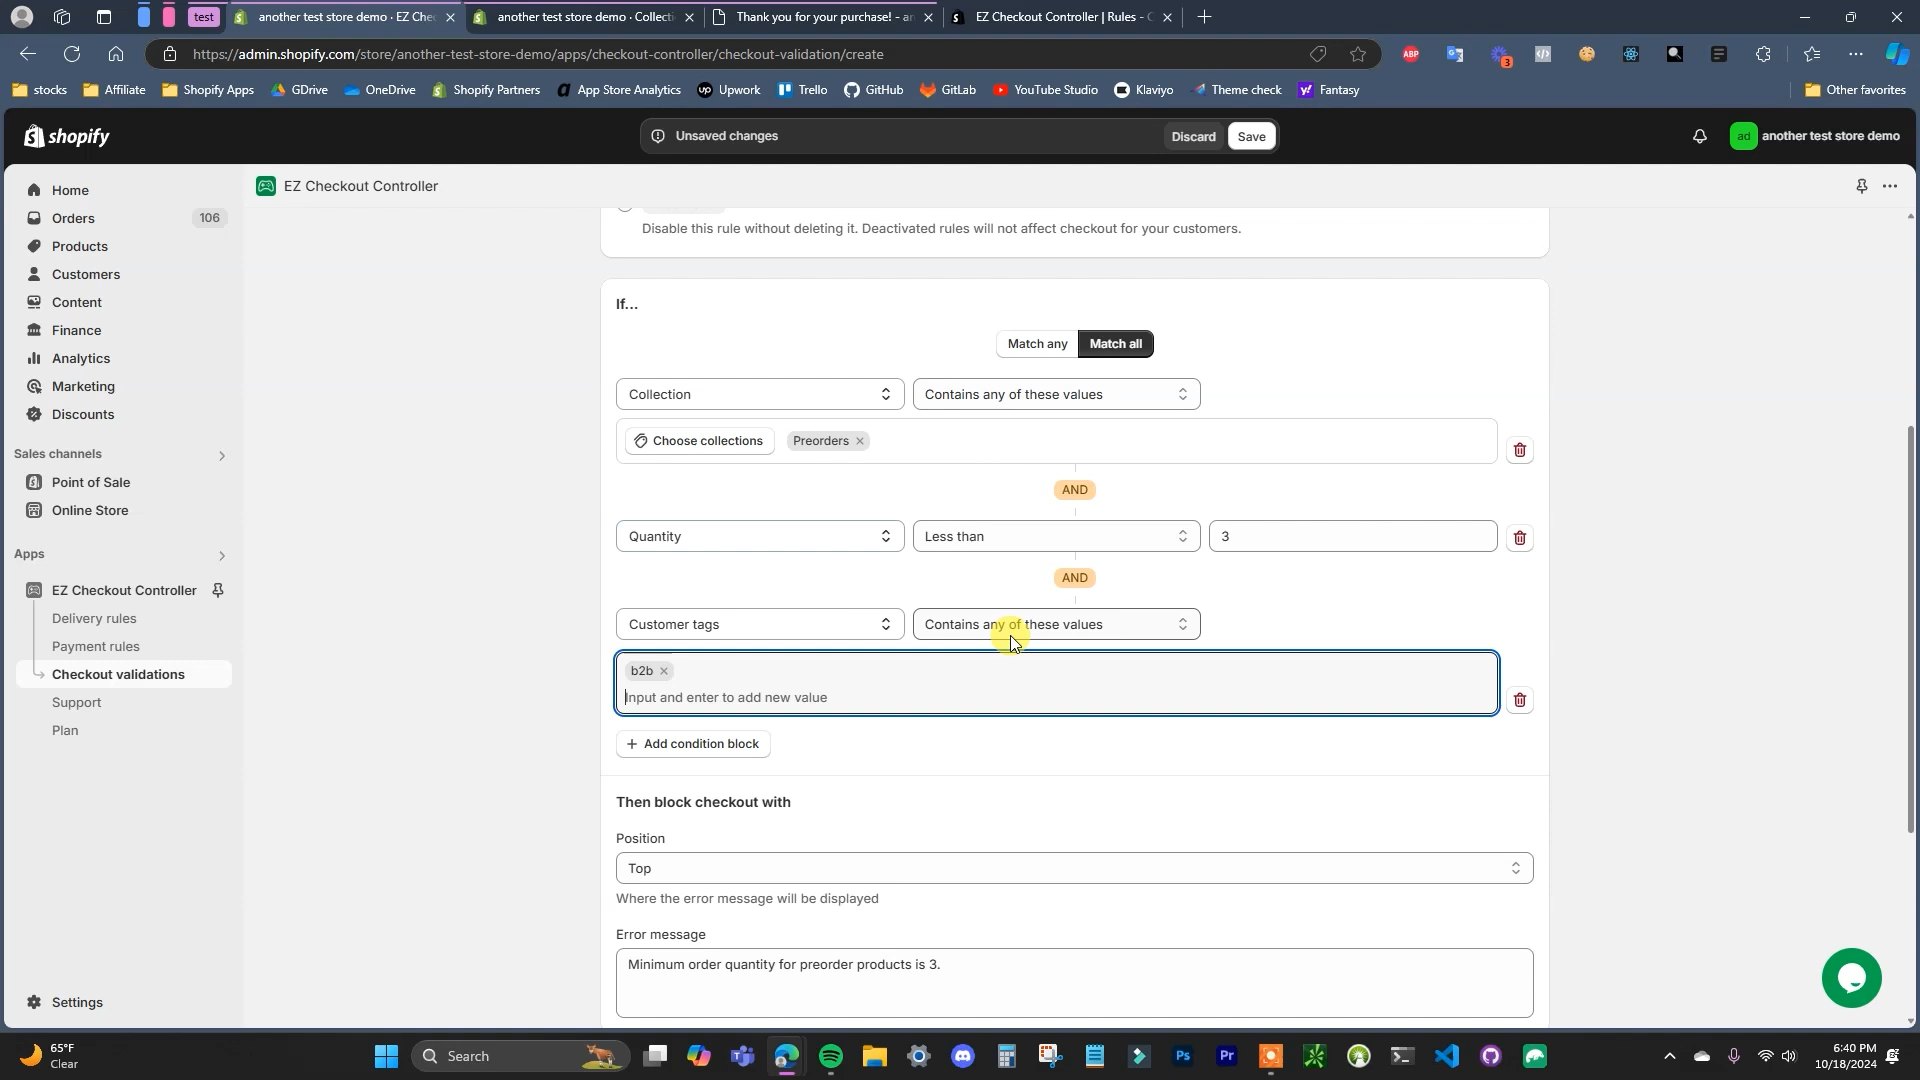 test
another test store demo · EZ Chec
another test store demo · Collecti
Thank you for your purchase! - an
EZ Checkout Controller | Rules - C
https://admin.shopify.com/store/another-test-store-demo/apps/checkout-controller/checkout-validation/create
ABP
3
stocks
Affiliate
Shopify Apps
GDrive
OneDrive
Shopify Partners
App Store Analytics
Upwork
Trello
GitHub
GitLab
YouTube Studio
Klaviyo
Theme check
Fantasy
Other favorites
shopify
Unsaved changes
Discard
Save
ad
another test store demo
Home
Orders
106
Products
Customers
Content
Finance
Analytics
Marketing
Discounts
Sales channels
Point of Sale
Online Store
Apps
EZ Checkout Controller
Delivery rules
Payment rules
Checkout validations
Support
Plan
Settings
EZ Checkout Controller
Disable this rule without deleting it. Deactivated rules will not affect checkout for your customers.
If...
Match any
Match all
Collection
Contains any of these values
Choose collections
Preorders
AND
Quantity
Less than
3
AND
Customer tags
Contains any of these values
b2b
Input and enter to add new value
+ Add condition block
Then block checkout with
Position
Top
Where the error message will be displayed
Error message
Minimum order quantity for preorder products is 3.
65°F
Clear
Search
Ps
Pr
6:40 PM
10/18/2024